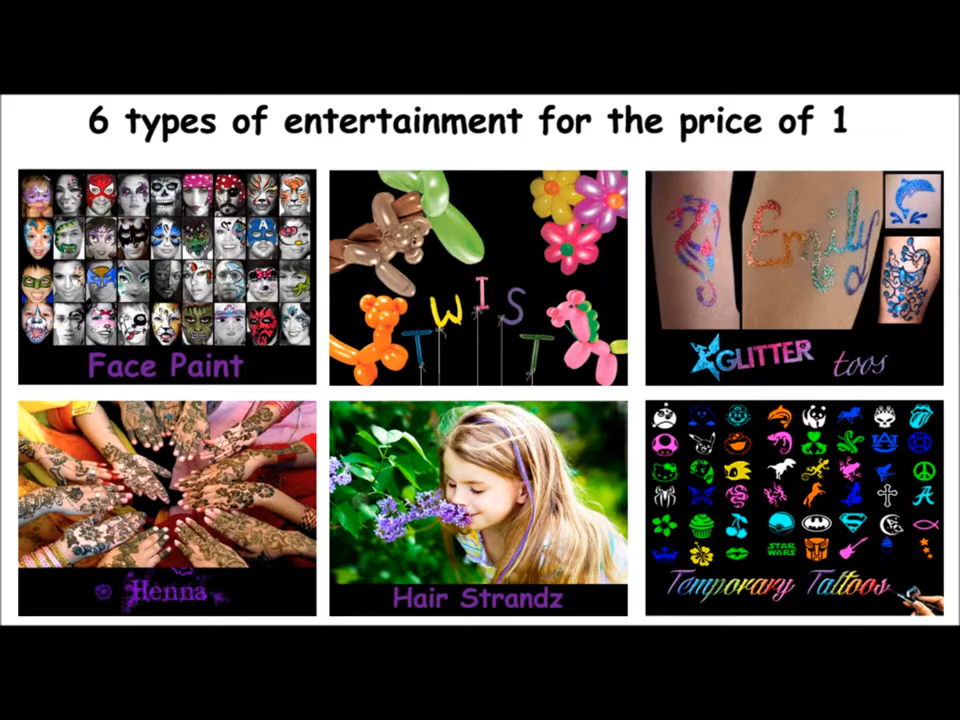 6 types of entertainment for the price of 1
Face Paint
TWIST
Emily
GLITTER toos
Henna
Hair Strandz
STAR
WARS
Temporary Tattoos